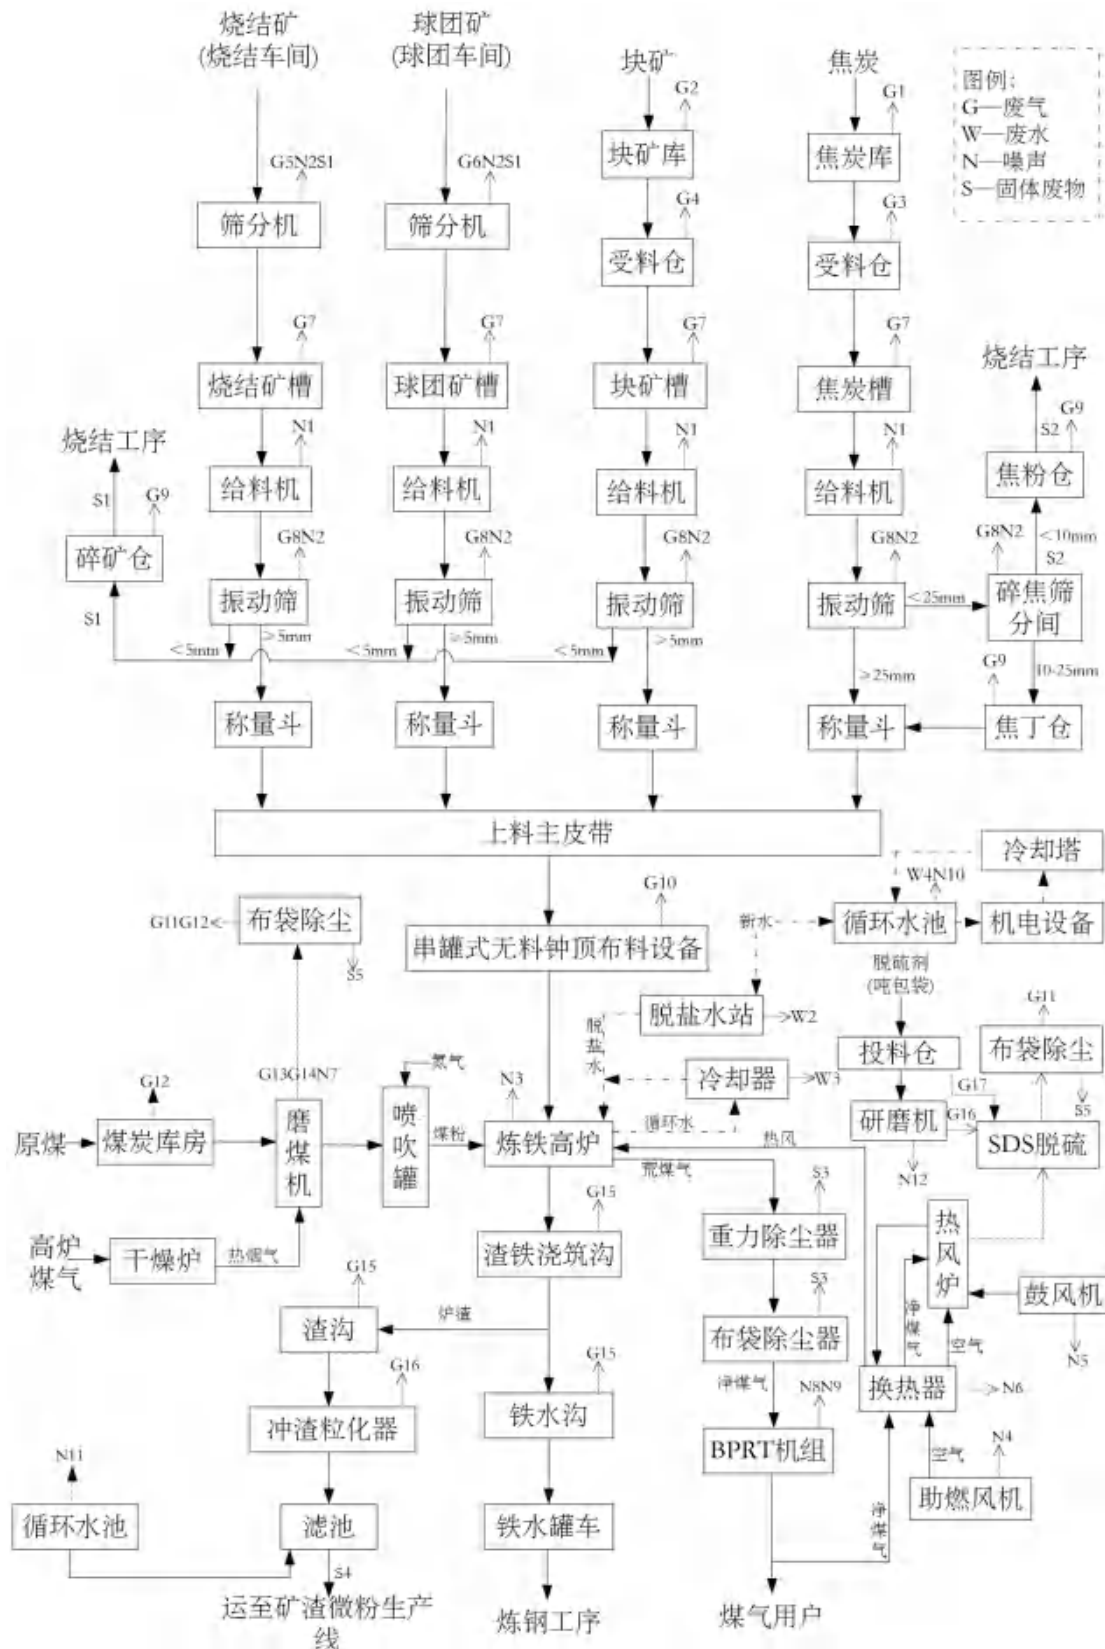 烧结矿
(烧结车间)
球团矿
(球团车间)
块矿
焦炭
图例:
G—废气
W—废水
N—噪声
S—固体废物
G2
G1
块矿库
焦炭库
G5N2S1
G6N2S1
G4
G3
筛分机
筛分机
受料仓
受料仓
G7
G7
G7
G7
烧结矿槽
球团矿槽
块矿槽
焦炭槽
烧结工序
S2
G9
N1
N1
N1
N1
烧结工序
S1
G9
给料机
给料机
给料机
给料机
焦粉仓
G8N2
G8N2
G8N2
G8N2
G8N2
<10mm
S2
碎矿仓
S1
振动筛
振动筛
振动筛
振动筛
<25mm
碎焦筛
分间
<5mm
≥5mm
<5mm
≥5mm
<5mm
≥5mm
≥25mm
G9
10-25mm
称量斗
称量斗
称量斗
称量斗
焦丁仓
上料主皮带
冷却塔
G10
W4N10
G11G12
布袋除尘
S5
串罐式无料钟顶布料设备
新水
循环水池
机电设备
脱硫剂
(吨包袋)
脱盐水
脱盐水站
W2
G11
投料仓
布袋除尘
G12
G13G14N7
氮气
N3
冷却器
W3
G17
S5
原煤
煤炭库房
磨煤机
喷吹罐
煤粉
炼铁高炉
循环水
热风
研磨机
G16
SDS脱硫
荒煤气
N12
S3
G15
高炉
煤气
干燥炉
热烟气
渣铁浇筑沟
重力除尘器
热风炉
鼓风机
G15
S3
净煤气
空气
N5
渣沟
炉渣
布袋除尘器
G16
G15
净煤气
N8N9
换热器
N6
冲渣粒化器
铁水沟
BPRT机组
空气
N4
N11
助燃风机
循环水池
滤池
铁水罐车
净煤气
S4
运至矿渣微粉生产
线
炼钢工序
煤气用户